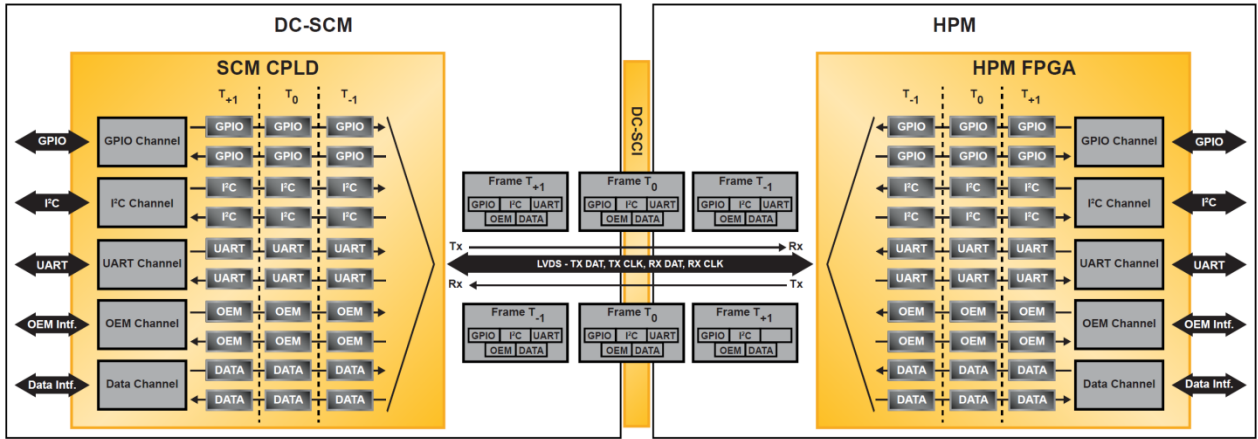 DC-SCM
HPM
SCM CPLD
HPM FPGA
T+1 T0 T-1
T-1 T0 T+1
DC-SCI
GPIO
GPIO Channel
GPIO GPIO GPIO
GPIO GPIO GPIO
I²C
I²C Channel
I²C I²C I²C
I²C I²C I²C
UART
UART Channel
UART UART UART
UART UART UART
OEM Intf.
OEM Channel
OEM OEM OEM
OEM OEM OEM
Data Intf.
Data Channel
DATA DATA DATA
DATA DATA DATA
Frame T+1
GPIO I²C UART
OEM DATA
Frame T0
GPIO I²C UART
OEM DATA
Frame T-1
GPIO I²C UART
OEM DATA
Tx Rx
LVDS - TX DAT, TX CLK, RX DAT, RX CLK
Rx Tx
Frame T-1
GPIO I²C UART
OEM DATA
Frame T0
GPIO I²C UART
OEM DATA
Frame T+1
GPIO I²C
OEM DATA
GPIO GPIO GPIO
GPIO GPIO GPIO
GPIO Channel
GPIO
I²C I²C I²C
I²C I²C I²C
I²C Channel
I²C
UART UART UART
UART UART UART
UART Channel
UART
OEM OEM OEM
OEM OEM OEM
OEM Channel
OEM Intf.
DATA DATA DATA
DATA DATA DATA
Data Channel
Data Intf.